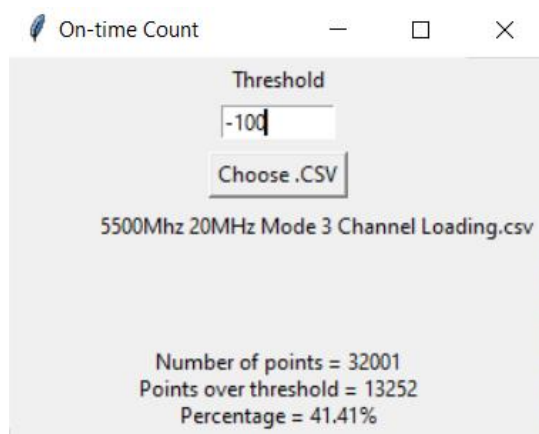 On-time Count
Threshold
-100
Choose .CSV
5500Mhz 20MHz Mode 3 Channel Loading.csv
Number of points = 32001
Points over threshold = 13252
Percentage = 41.41%